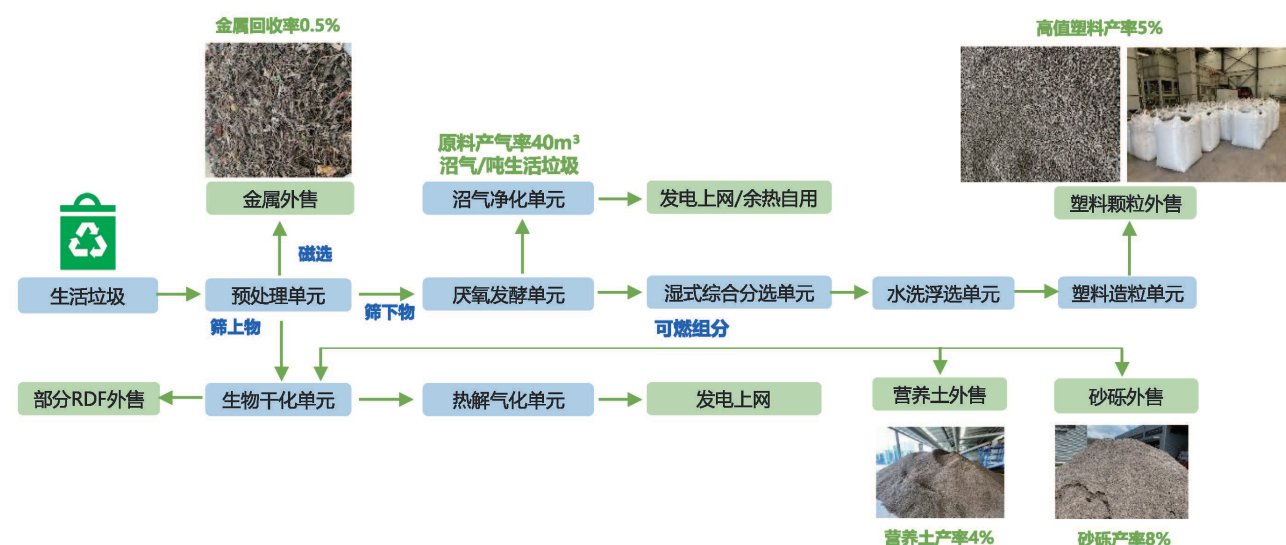 金属回收率0.5%
高值塑料产率5%
原料产气率40m³
沼气/吨生活垃圾
金属外售
沼气净化单元
发电上网/余热自用
塑料颗粒外售
磁选
生活垃圾
预处理单元
筛下物
厌氧发酵单元
湿式综合分选单元
水洗浮选单元
塑料造粒单元
筛上物
可燃组分
部分RDF外售
生物干化单元
热解气化单元
发电上网
营养土外售
砂砾外售
营养土产率4%
砂砾产率8%